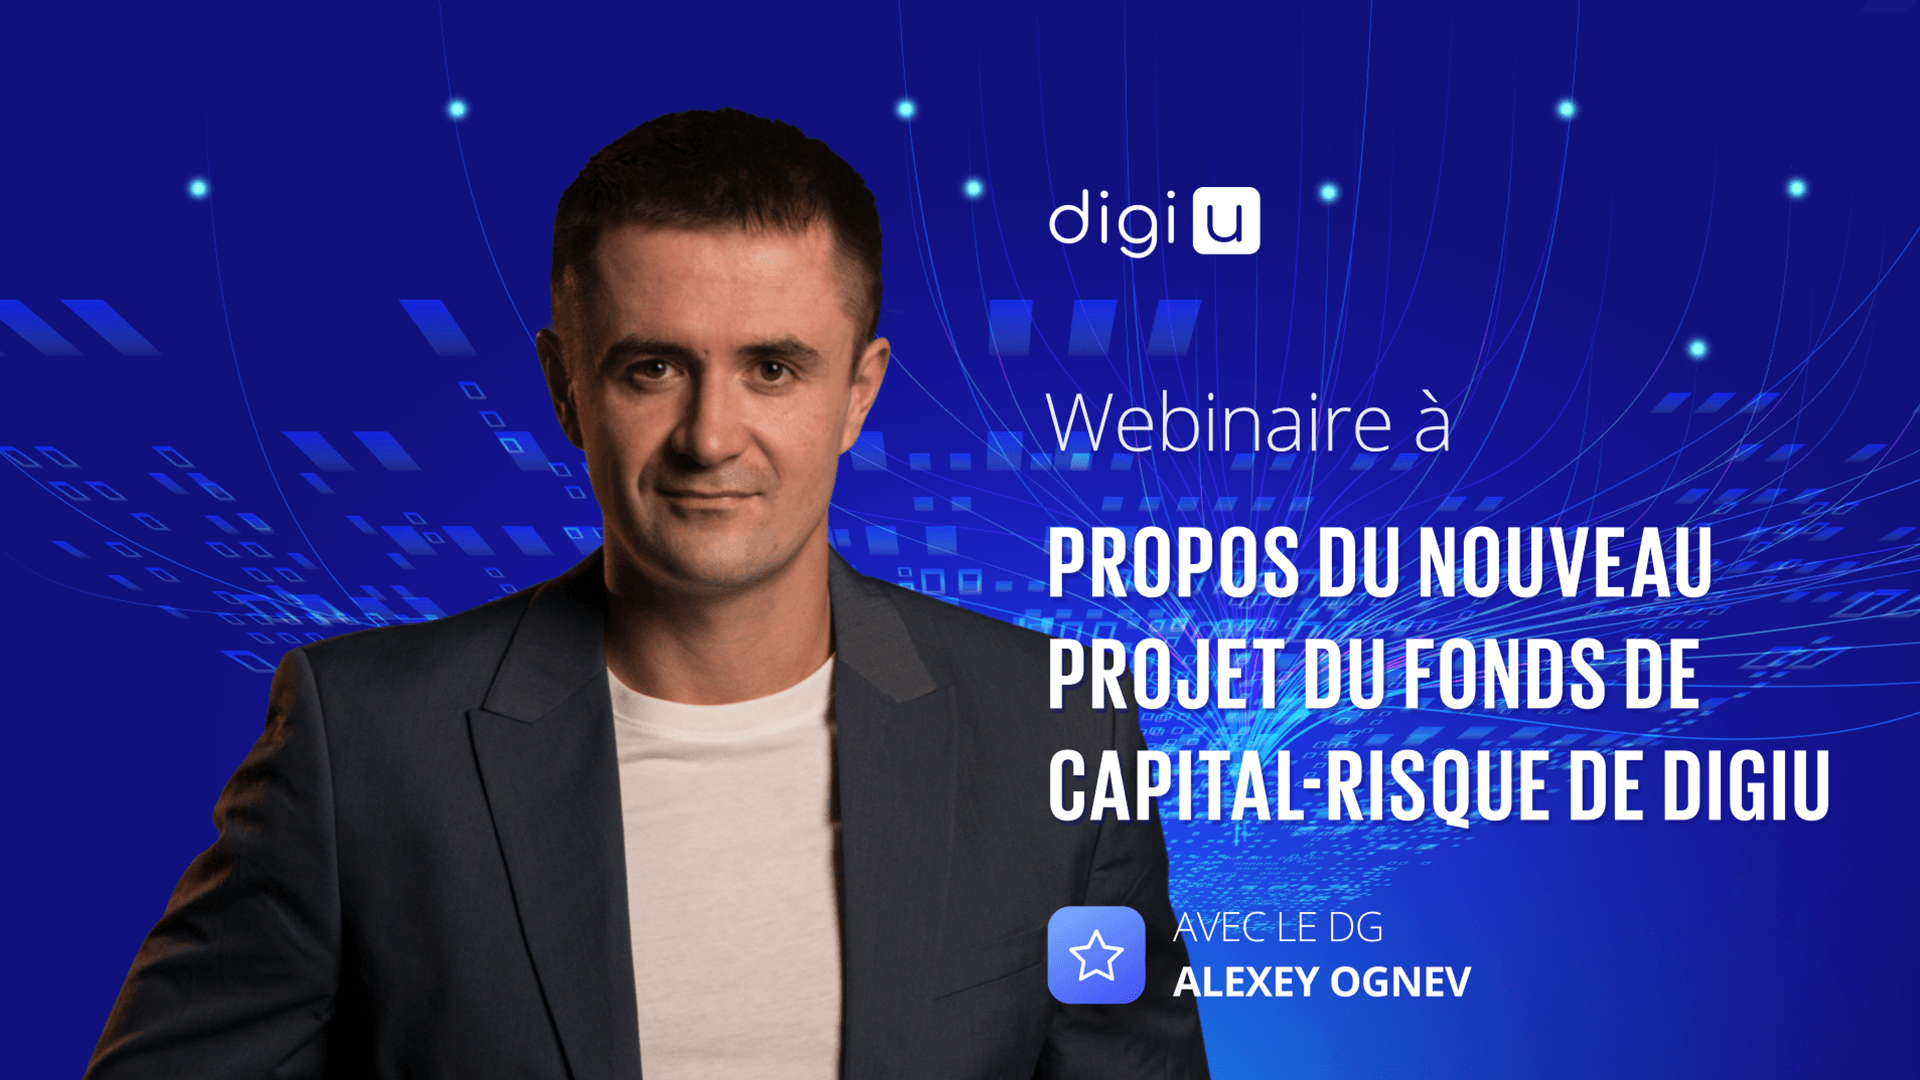 digi u
Webinaire à
PROPOS DU NOUVEAU
PROJET DU FONDS DE
CAPITAL-RISQUE DE DIGIU
AVEC LE DG
ALEXEY OGNEV